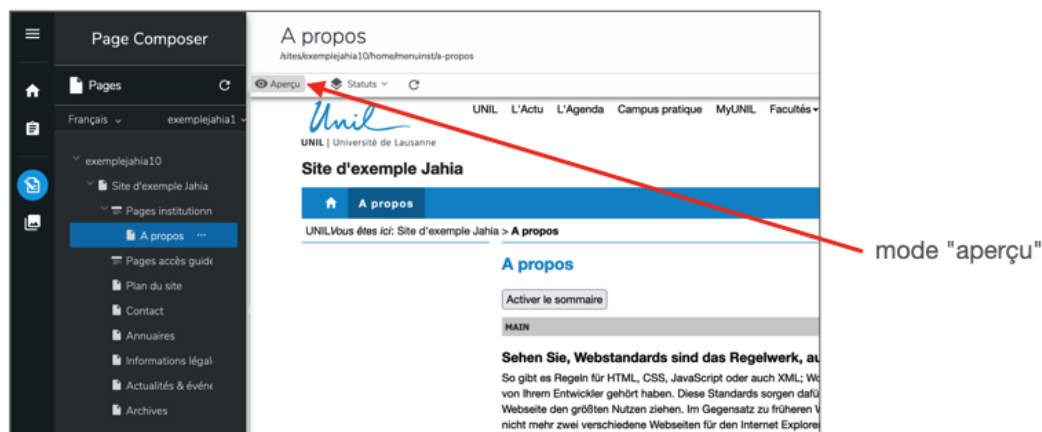 Page Composer
A propos
/sites/exemplejahia10/home/menuinst/a-propos
Pages
Aperçu
Statuts
Français
exemplejahia1
exemplejahia10
Site d'exemple Jahia
Pages institutionn
A propos ...
Pages accès guidé
Plan du site
Contact
Annuaires
Informations légal
Actualités & événe
Archives
Unil
UNIL | Université de Lausanne
UNIL L'Actu L'Agenda Campus pratique MyUNIL Facultés
Site d'exemple Jahia
A propos
UNIL Vous êtes ici: Site d'exemple Jahia > A propos
A propos
Activer le sommaire
MAIN
Sehen Sie, Webstandards sind das Regelwerk, au
So gibt es Regeln für HTML, CSS, JavaScript oder auch XML; Wo
von Ihrem Entwickler gehört haben. Diese Standards sorgen dafü
Webseite den größten Nutzen ziehen. Im Gegensatz zu früheren V
nicht mehr zwei verschiedene Webseiten für den Internet Explorer
mode "aperçu"